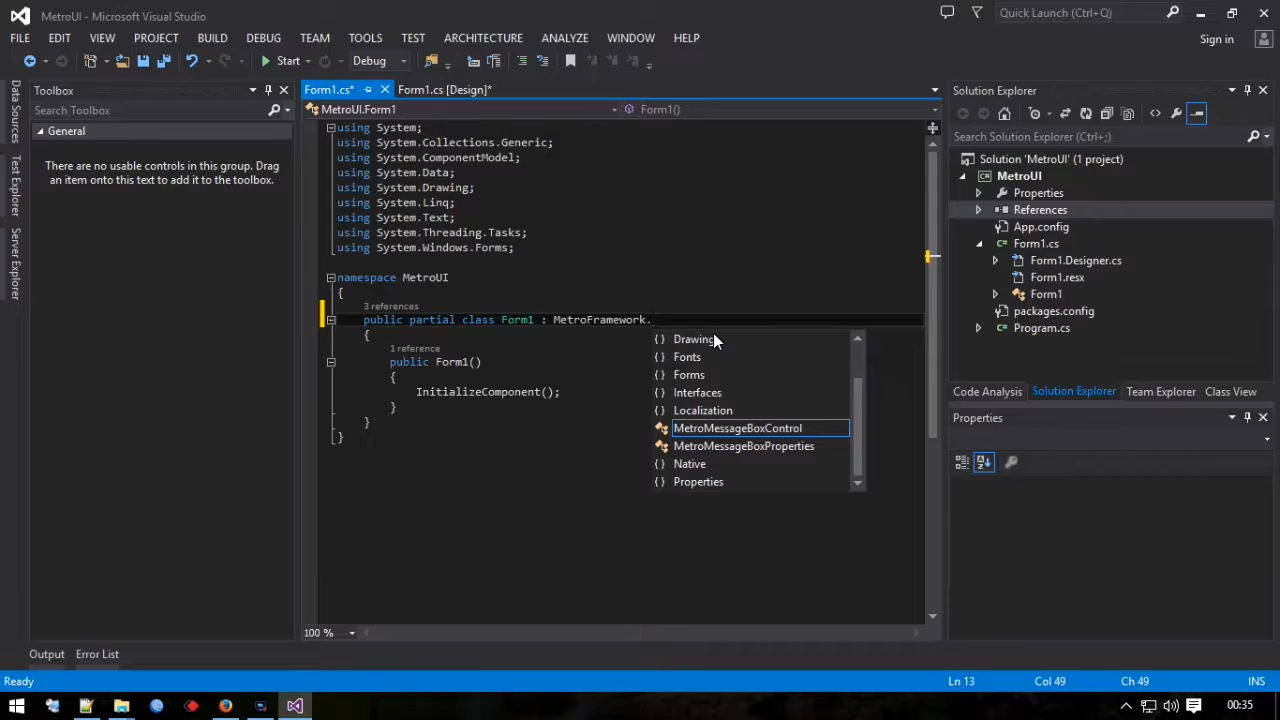 MetroUI - Microsoft Visual Studio
Quick Launch (Ctrl+Q)
FILE EDIT VIEW PROJECT BUILD DEBUG TEAM TOOLS TEST ARCHITECTURE ANALYZE WINDOW HELP
Sign in
Start Debug
Data Sources
Test Explorer
Server Explorer
Toolbox
Search Toolbox
General
There are no usable controls in this group. Drag
an item onto this text to add it to the toolbox.
Form1.cs* Form1.cs [Design]*
MetroUI.Form1 Form1()
using System;
using System.Collections.Generic;
using System.ComponentModel;
using System.Data;
using System.Drawing;
using System.Linq;
using System.Text;
using System.Threading.Tasks;
using System.Windows.Forms;
namespace MetroUI
{
3 references
public partial class Form1 : MetroFramework.
{
1 reference
public Form1()
{
InitializeComponent();
}
}
}
{ } Drawing
{ } Fonts
{ } Forms
{ } Interfaces
{ } Localization
MetroMessageBoxControl
MetroMessageBoxProperties
{ } Native
{ } Properties
100 %
Solution Explorer
Search Solution Explorer (Ctrl+;)
Solution 'MetroUI' (1 project)
MetroUI
Properties
References
App.config
Form1.cs
Form1.Designer.cs
Form1.resx
Form1
packages.config
Program.cs
Code Analysis Solution Explorer Team Explorer Class View
Properties
Output Error List
Ready Ln 13 Col 49 Ch 49 INS
00:35